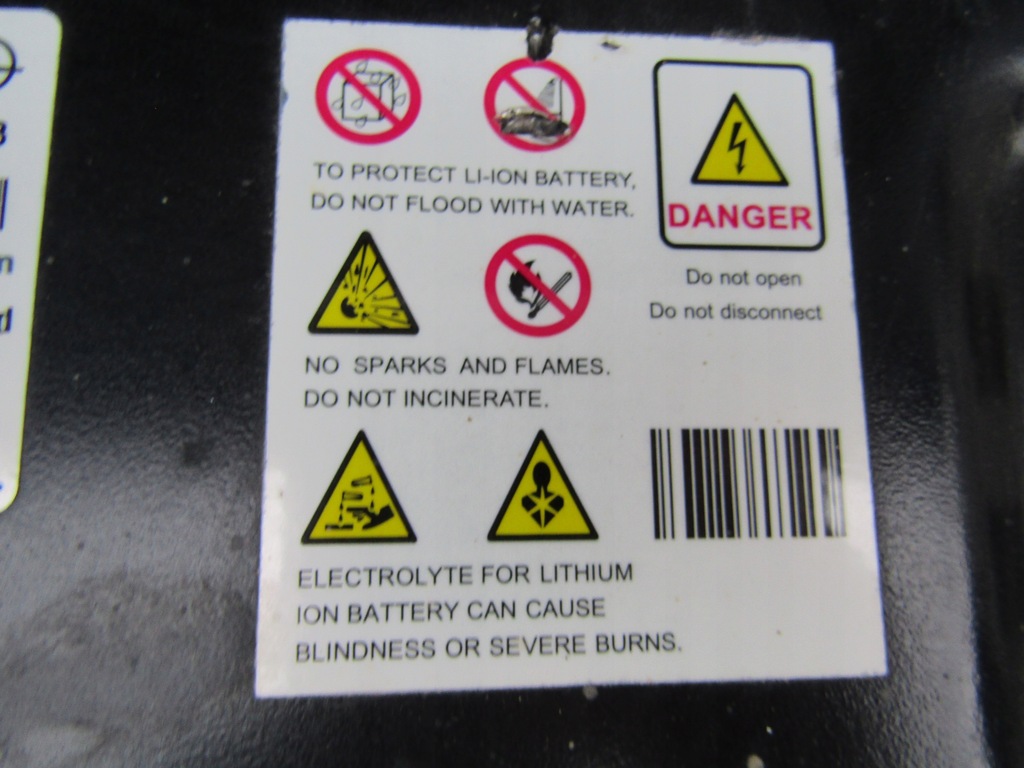 TO PROTECT LI-ION BATTERY,
DO NOT FLOOD WITH WATER.
DANGER
Do not open
Do not disconnect
NO SPARKS AND FLAMES.
DO NOT INCINERATE.
ELECTROLYTE FOR LITHIUM
ION BATTERY CAN CAUSE
BLINDNESS OR SEVERE BURNS.